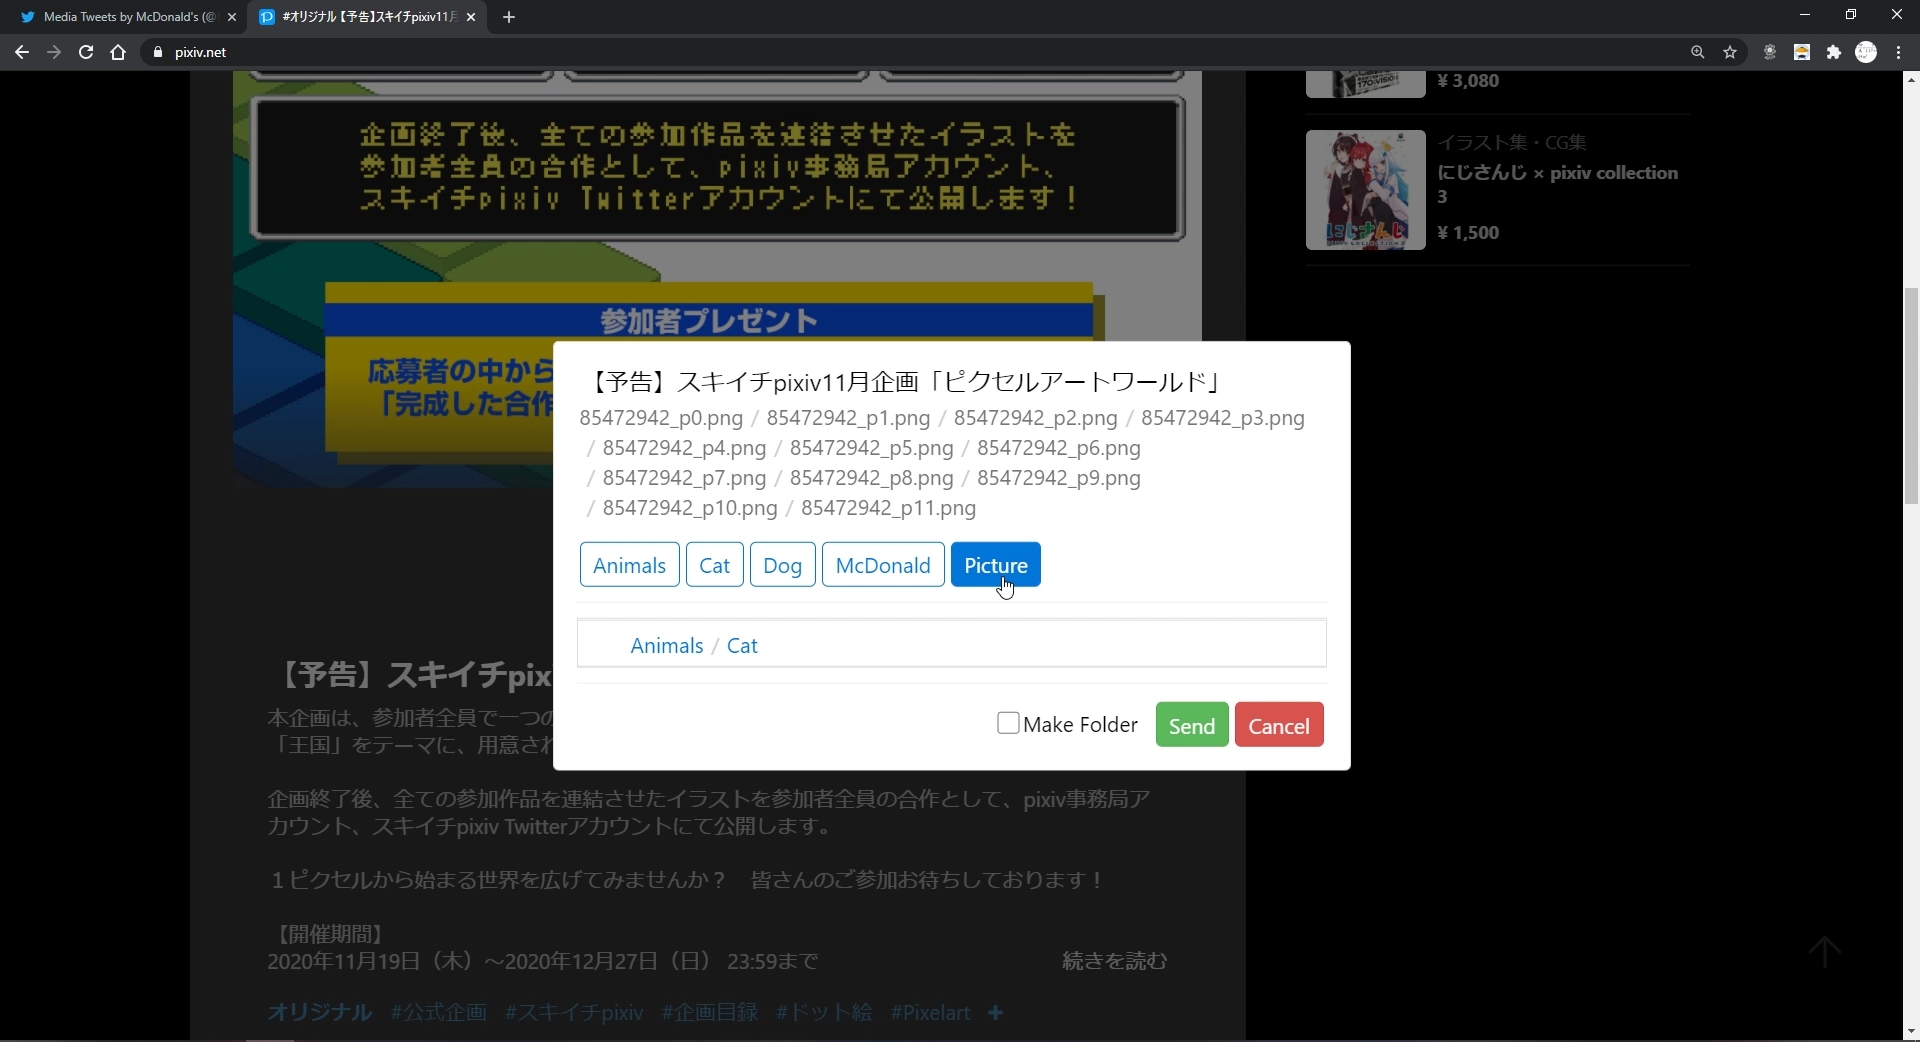 Media Tweets by McDonald's (@
#オリジナル 【予告】スキイチpixiv11月
pixiv.net
企画終了後、全ての参加作品を連結させたイラストを
参加者全員の合作として、pixiv事務局アカウント、
スキイチpixiv Twitterアカウントにて公開します！
参加者プレゼント
応募者の中から
「完成した合作
¥ 3,080
イラスト集・CG集
にじさんじ × pixiv collection
3
¥ 1,500
【予告】スキイチpixiv11月企画「ピクセルアートワールド」
85472942_p0.png / 85472942_p1.png / 85472942_p2.png / 85472942_p3.png
/ 85472942_p4.png / 85472942_p5.png / 85472942_p6.png
/ 85472942_p7.png / 85472942_p8.png / 85472942_p9.png
/ 85472942_p10.png / 85472942_p11.png
Animals Cat Dog McDonald Picture
Animals / Cat
Make Folder Send Cancel
【予告】スキイチpix
本企画は、参加者全員で一つの
「王国」をテーマに、用意され
企画終了後、全ての参加作品を連結させたイラストを参加者全員の合作として、pixiv事務局ア
カウント、スキイチpixiv Twitterアカウントにて公開します。
１ピクセルから始まる世界を広げてみませんか？　皆さんのご参加お待ちしております！
【開催期間】
2020年11月19日（木）～2020年12月27日（日） 23:59まで
続きを読む
オリジナル #公式企画 #スキイチpixiv #企画目録 #ドット絵 #Pixelart